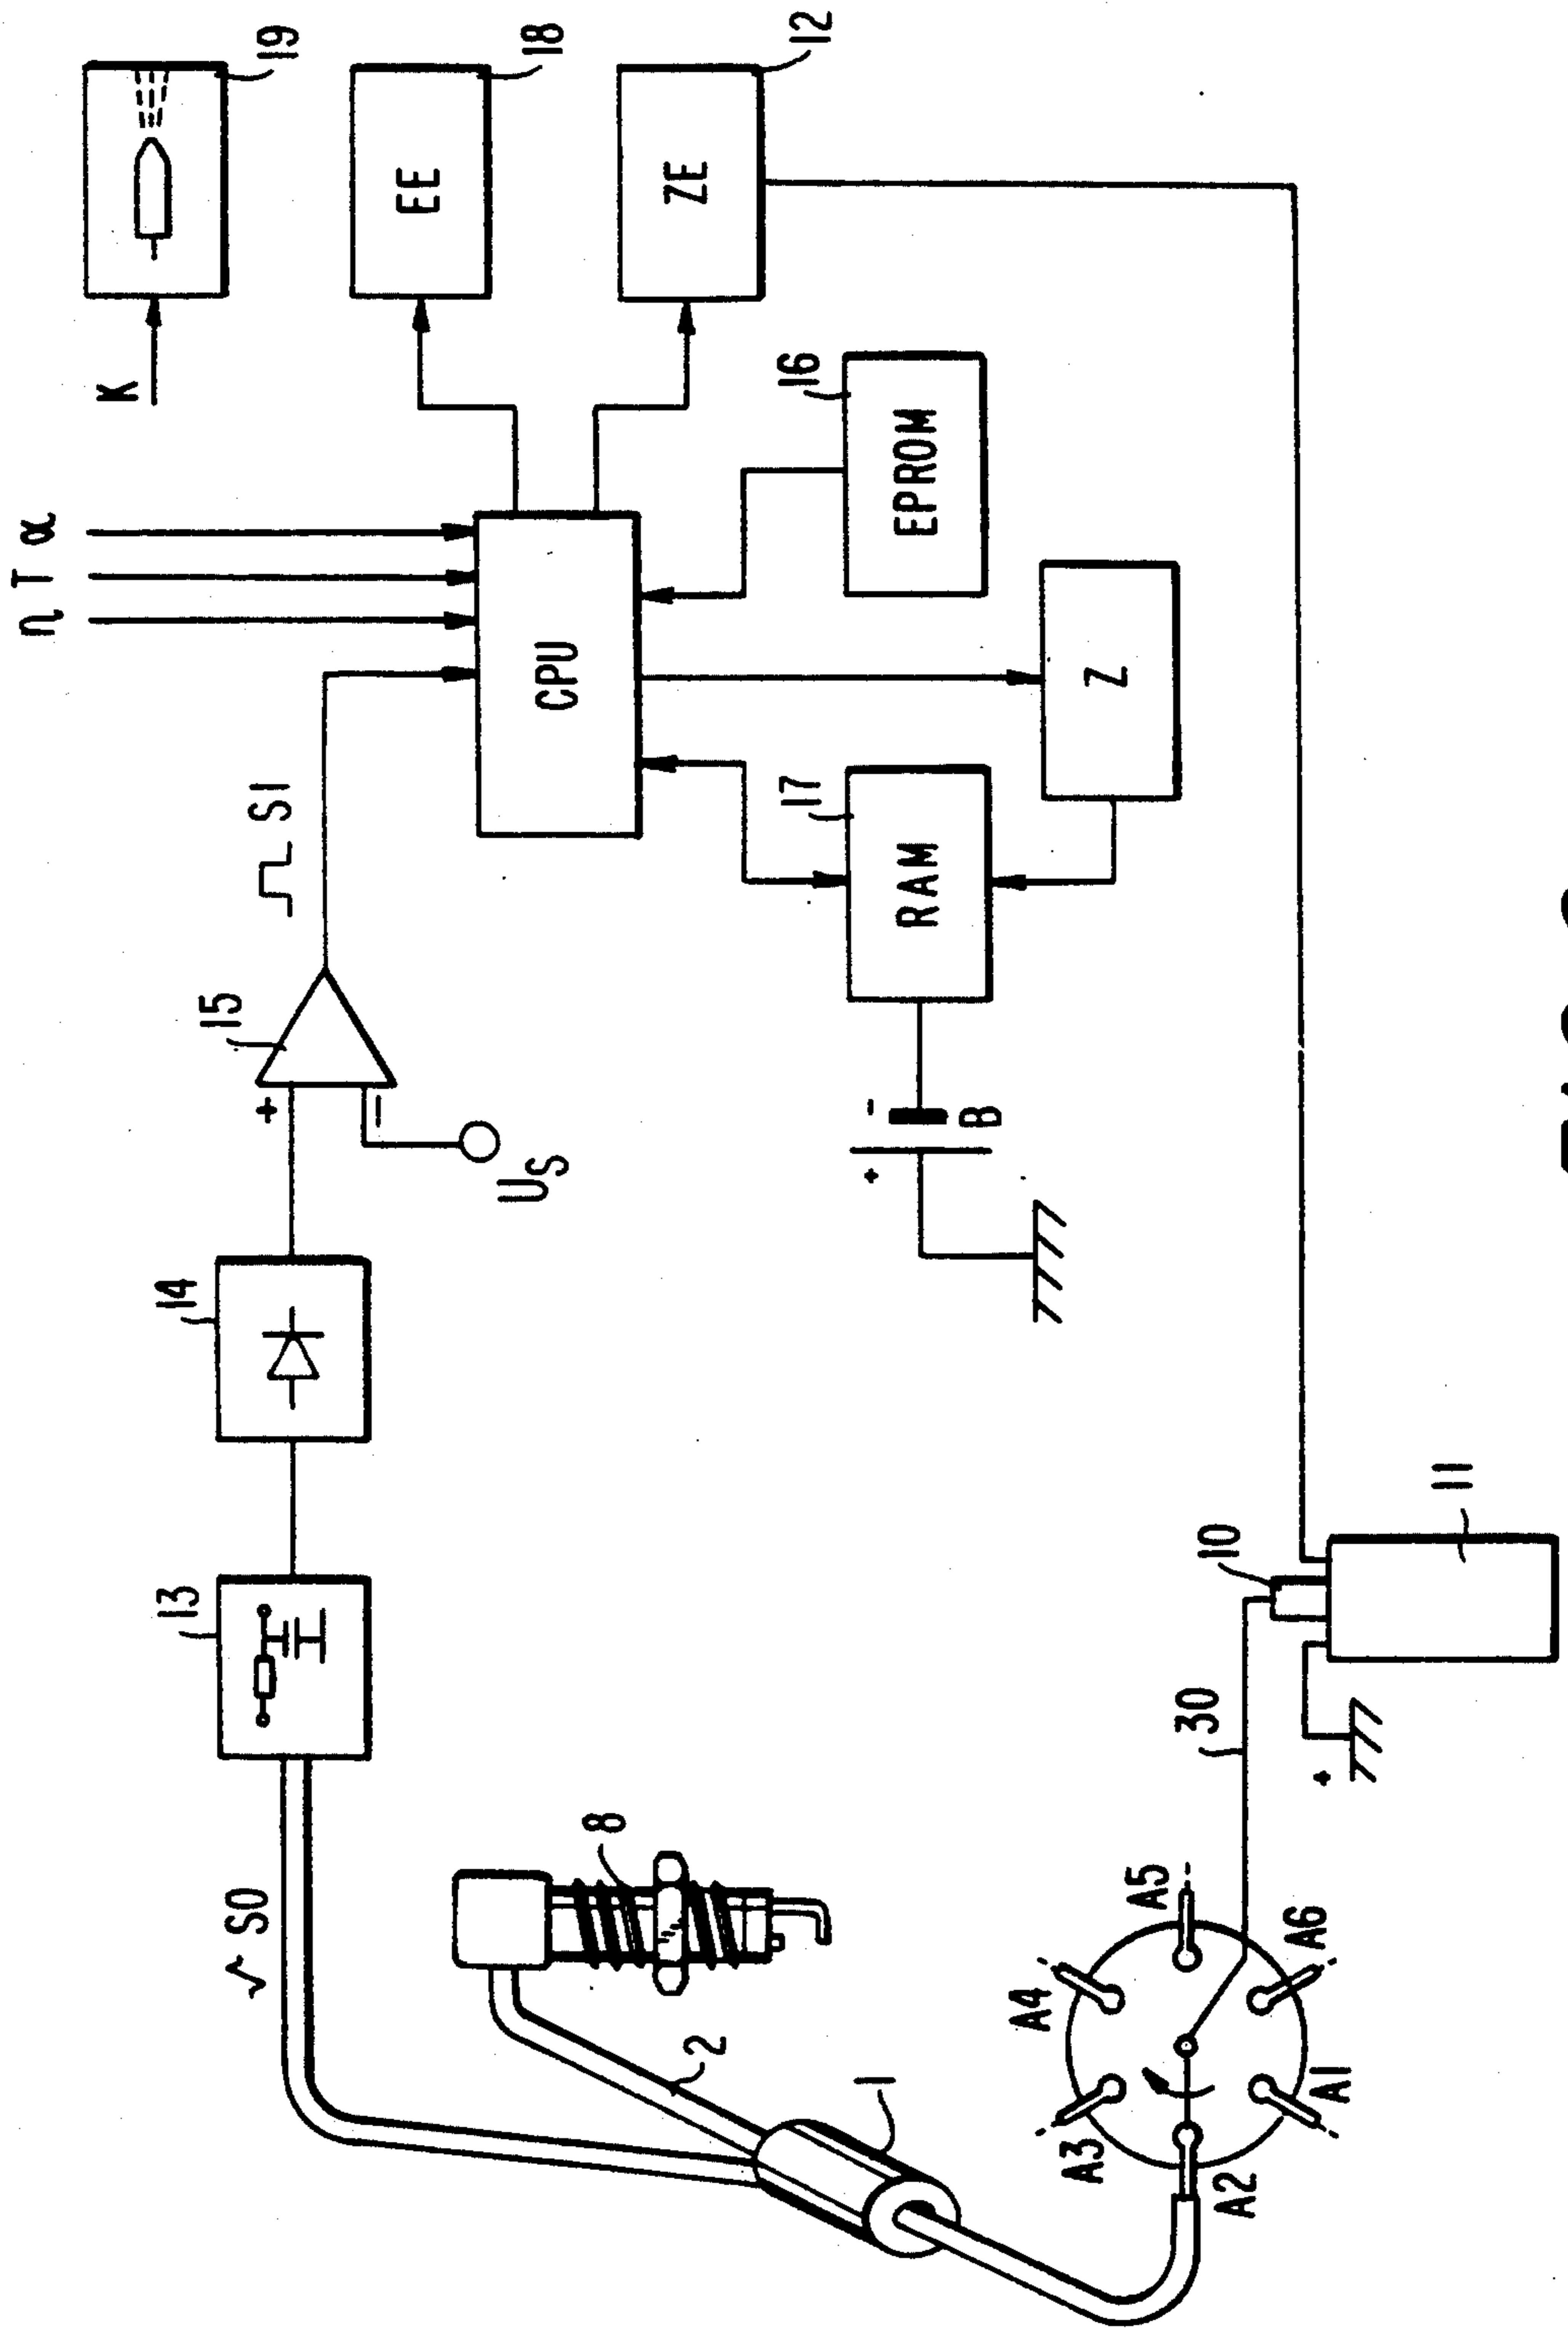 SO
13
14
15
+
−
U_S
S1
η
T
α
K
19
CPU
EE
18
ZE
12
EPROM
16
RAM
17
Z
+
-
B
8
2
1
A1
A2
A3
A4
A5
A6
30
10
11
+